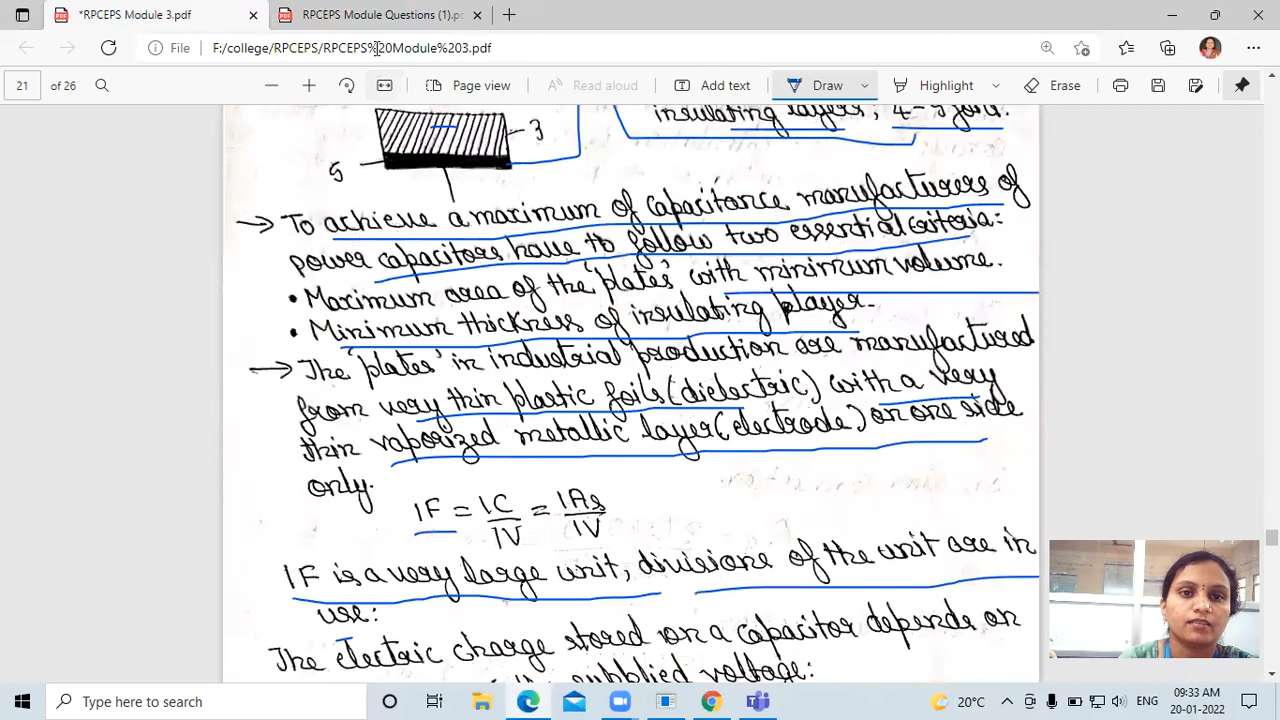 *RPCEPS Module 3.pdf
RPCEPS Module Questions (1).pc
File F:/college/RPCEPS/RPCEPS%20Module%203.pdf
21 of 26 Page view Read aloud Add text Draw Highlight Erase
insulating layers, 4-5
3
5
→ To achieve a maximum of capacitance manufacturers of
power capacitors have to follow two essential criteria:
• Maximum area of the 'plates' with minimum volume.
• Minimum thickness of insulating player.
→ The 'plates' in industrial production are manufactured
from very thin plastic foils (dielectric) with a very
thin vaporized metallic layer (electrode) on one side
only.
1F = 1C/1V = 1As/1V
1F is a very large unit, divisions of the unit are in
use:
The electric charge stored on a capacitor depends on
supplied voltage:
Type here to search
20°C
ENG
09:33 AM
20-01-2022